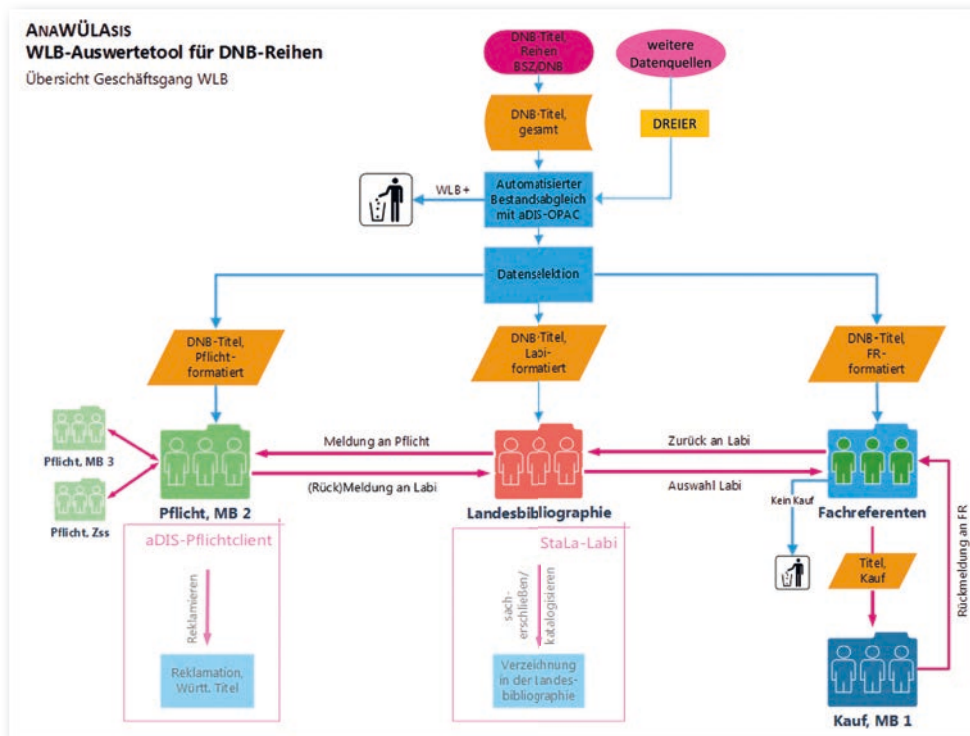 ANAWÜLASIS
WLB-Auswertetool für DNB-Reihen
Übersicht Geschäftsgang WLB
DNB-Titel,
Reihen
BSZ/DNB
weitere
Datenquellen
DNB-Titel,
gesamt
DREIER
WLB+
Automatisierter
Bestandsabgleich
mit aDIS-OPAC
Datenselektion
DNB-Titel,
Pflicht-
formatiert
DNB-Titel,
Labi-
formatiert
DNB-Titel,
FR-
formatiert
Pflicht, MB 3
Pflicht, Zss
Meldung an Pflicht
(Rück)Meldung an Labi
Zurück an Labi
Auswahl Labi
Pflicht, MB 2
Landesbibliographie
Kein Kauf
Fachreferenten
aDIS-Pflichtclient
Reklamieren
Reklamation,
Württ. Titel
StaLa-Labi
sach-
erschließen/
katalogisieren
Verzeichnung
in der Landes-
bibliographie
Titel,
Kauf
Rückmeldung an FR
Kauf, MB 1